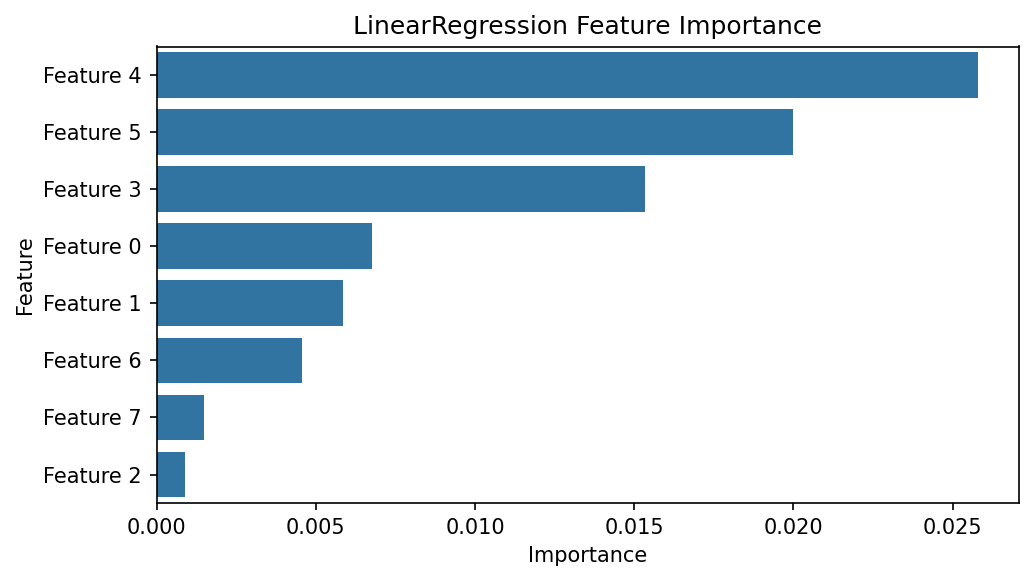 LinearRegression Feature Importance
Feature 4
Feature 5
Feature 3
Feature 0
Feature 1
Feature 6
Feature 7
Feature 2
Feature
0.000 0.005 0.010 0.015 0.020 0.025
Importance